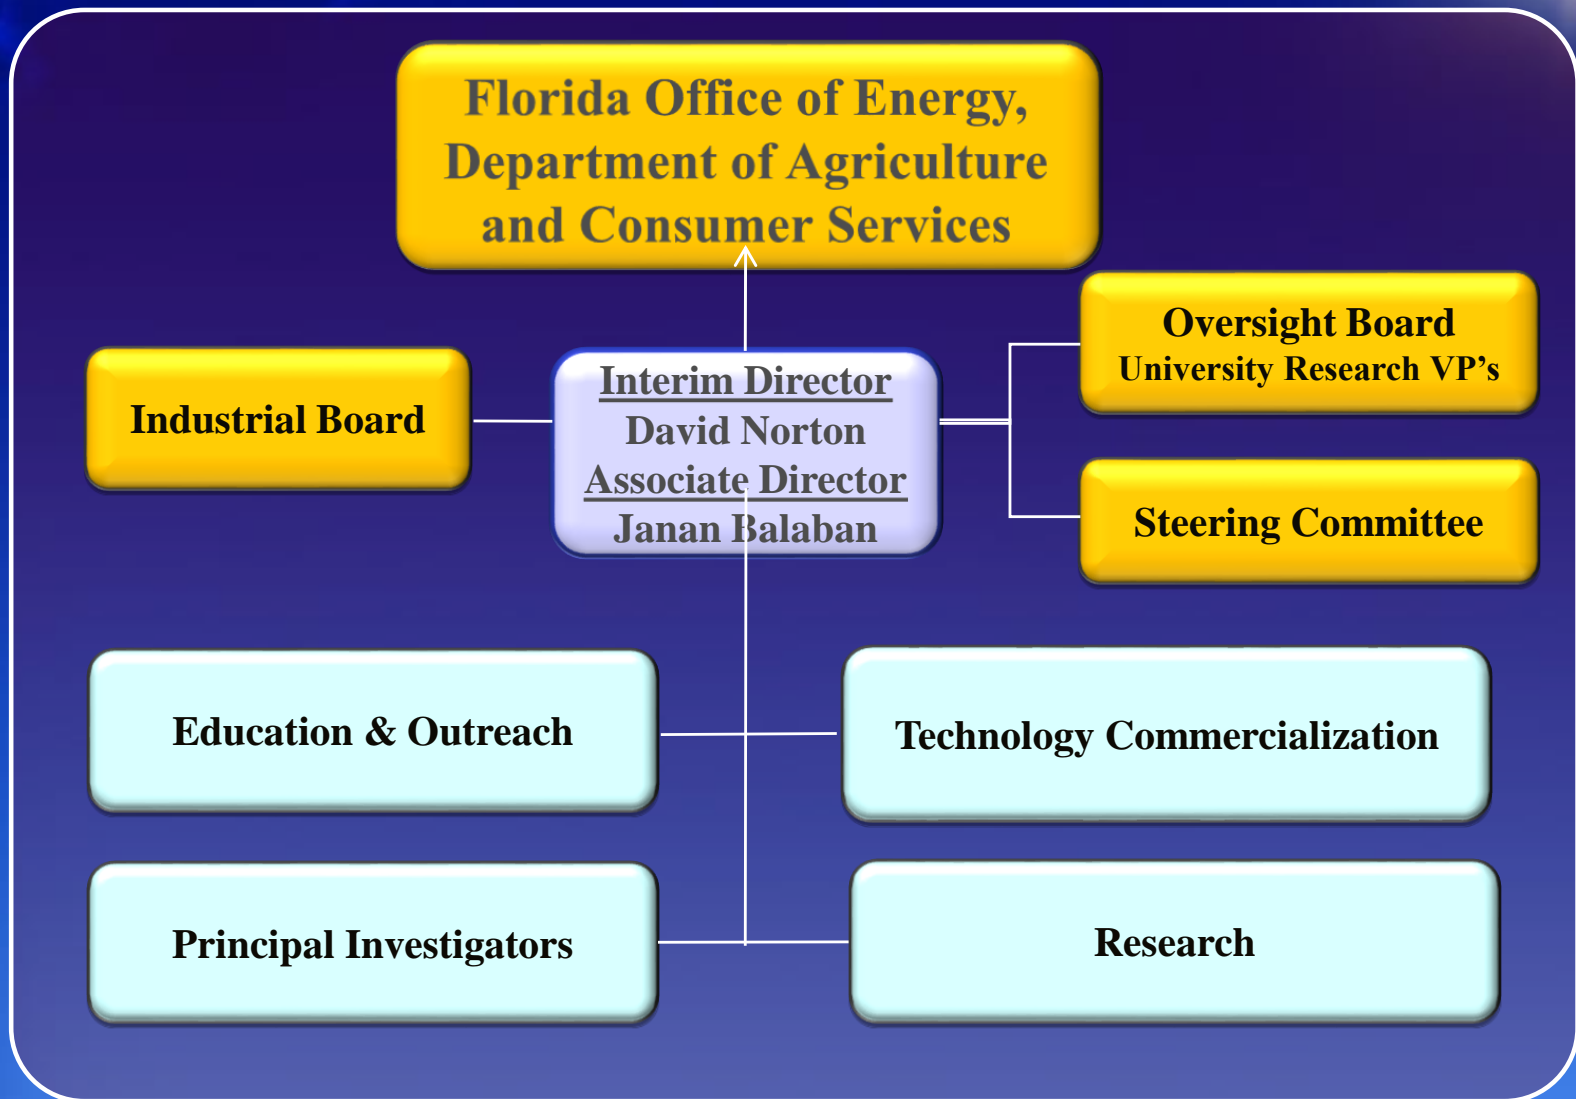 Florida Office of Energy,
Department of Agriculture
and Consumer Services
Oversight Board
University Research VP’s
Industrial Board
Interim Director
David Norton
Associate Director
Janan Balaban
Steering Committee
Education & Outreach
Technology Commercialization
Principal Investigators
Research